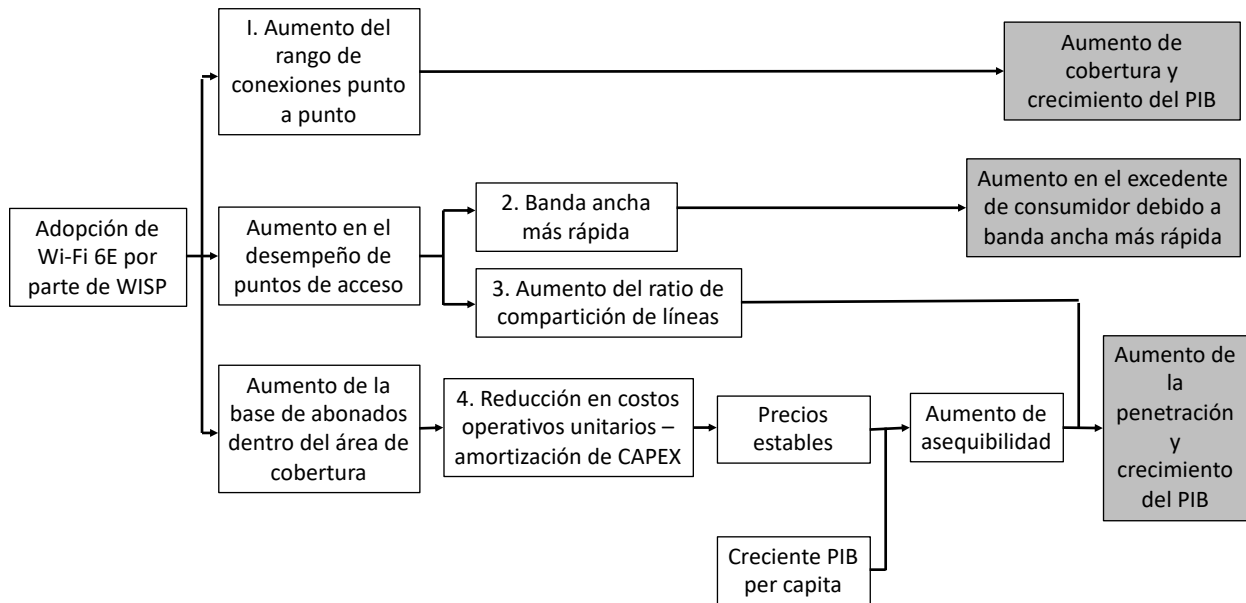 I. Aumento del
rango de
conexiones punto
a punto
Aumento de
cobertura y
crecimiento del PIB
Adopción de
Wi-Fi 6E por
parte de WISP
Aumento en el
desempeño de
puntos de acceso
2. Banda ancha
más rápida
Aumento en el excedente
de consumidor debido a
banda ancha más rápida
3. Aumento del ratio de
compartición de líneas
Aumento de la
base de abonados
dentro del área de
cobertura
4. Reducción en costos
operativos unitarios –
amortización de CAPEX
Precios
estables
Aumento de
asequibilidad
Aumento de
la
penetración
y
crecimiento
del PIB
Creciente PIB
per capita